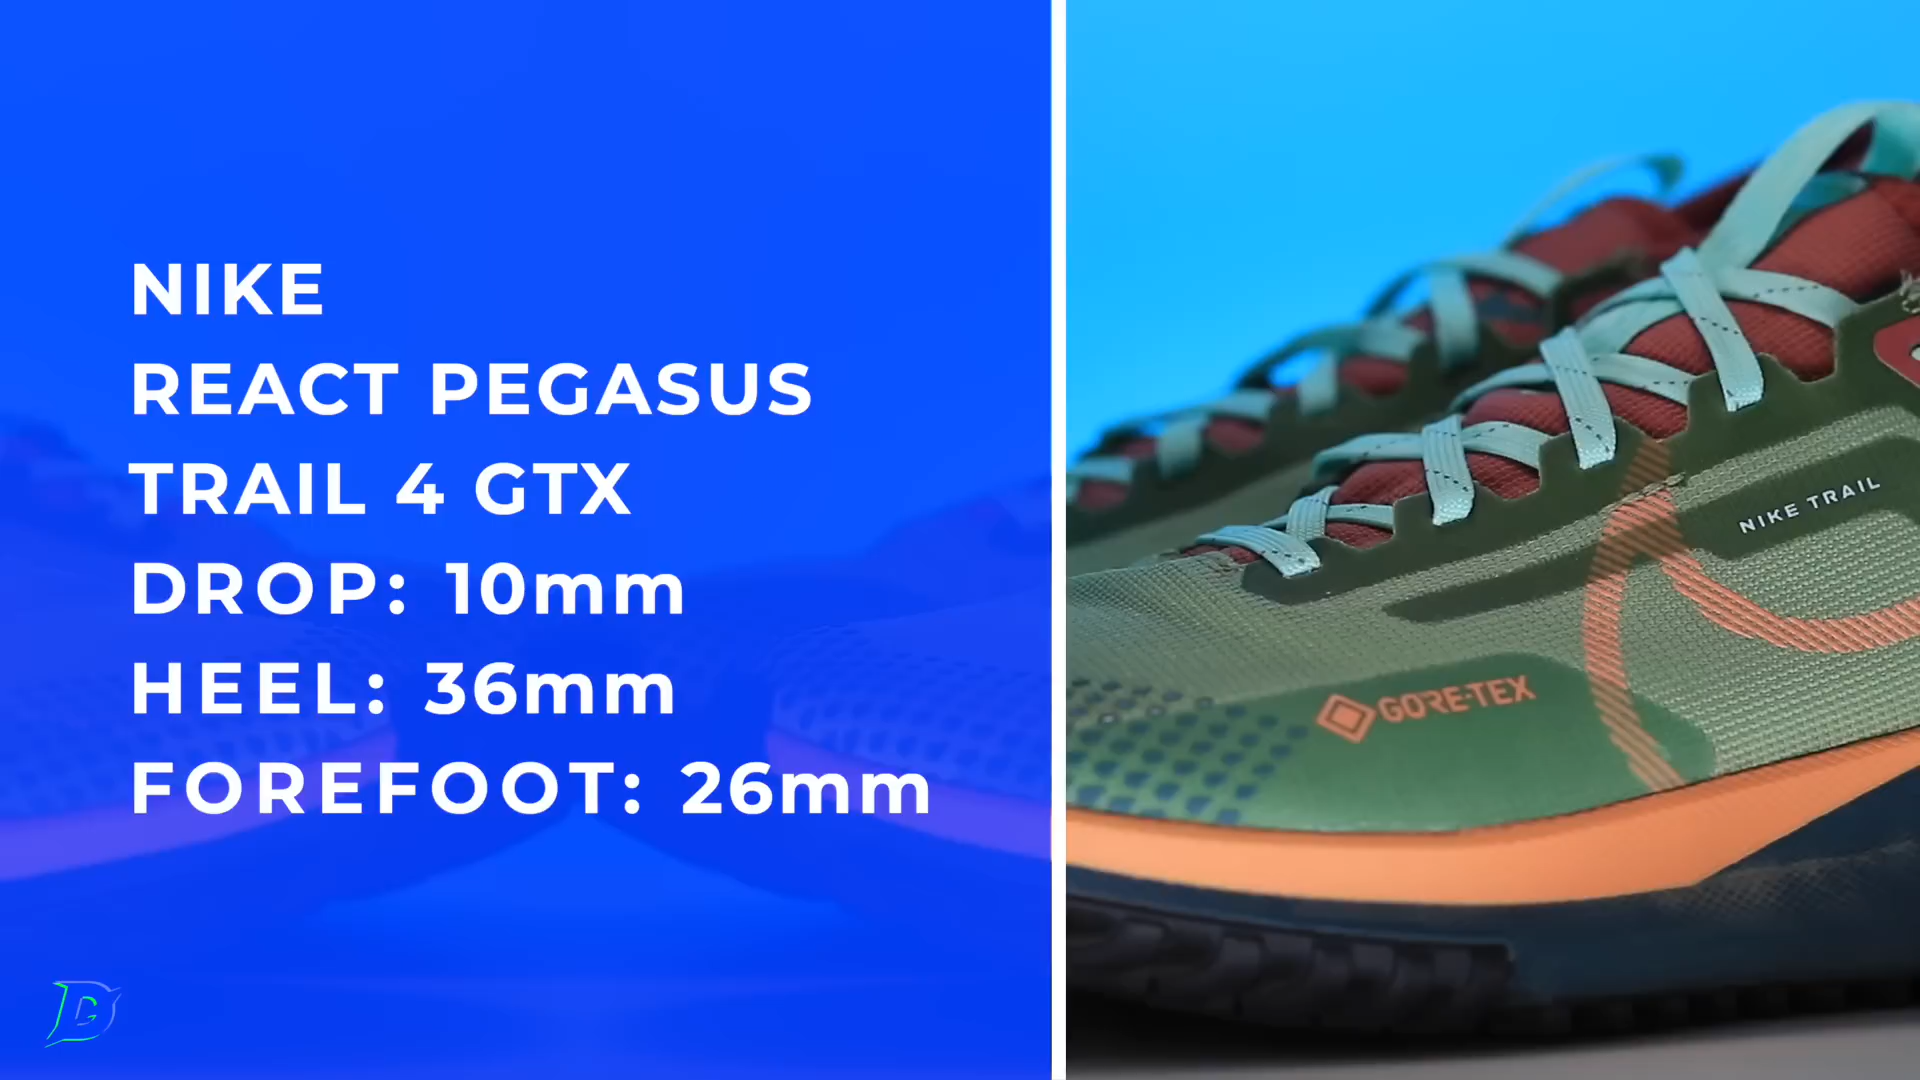 NIKE
REACT PEGASUS
TRAIL 4 GTX
DROP: 10mm
HEEL: 36mm
FOREFOOT: 26mm
NIKE TRAIL
GORE-TEX